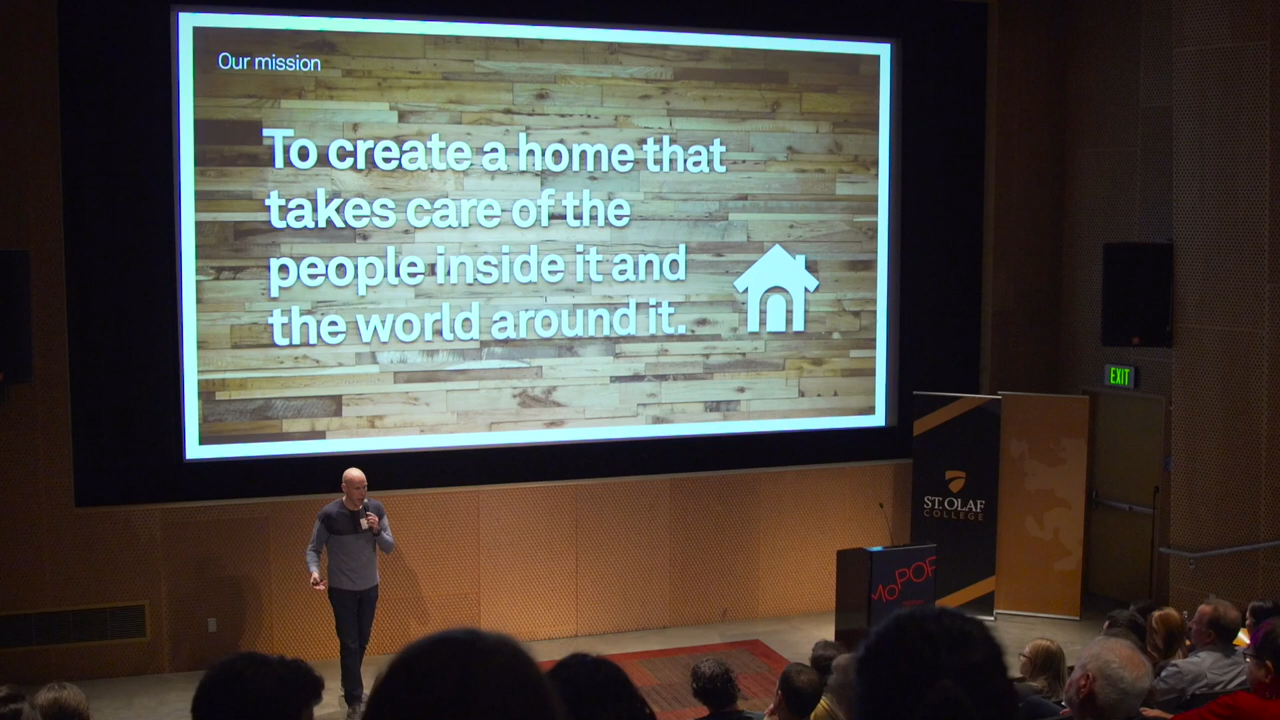 Our mission
To create a home that
takes care of the
people inside it and
the world around it.
EXIT
ST. OLAF
COLLEGE
MOPOP